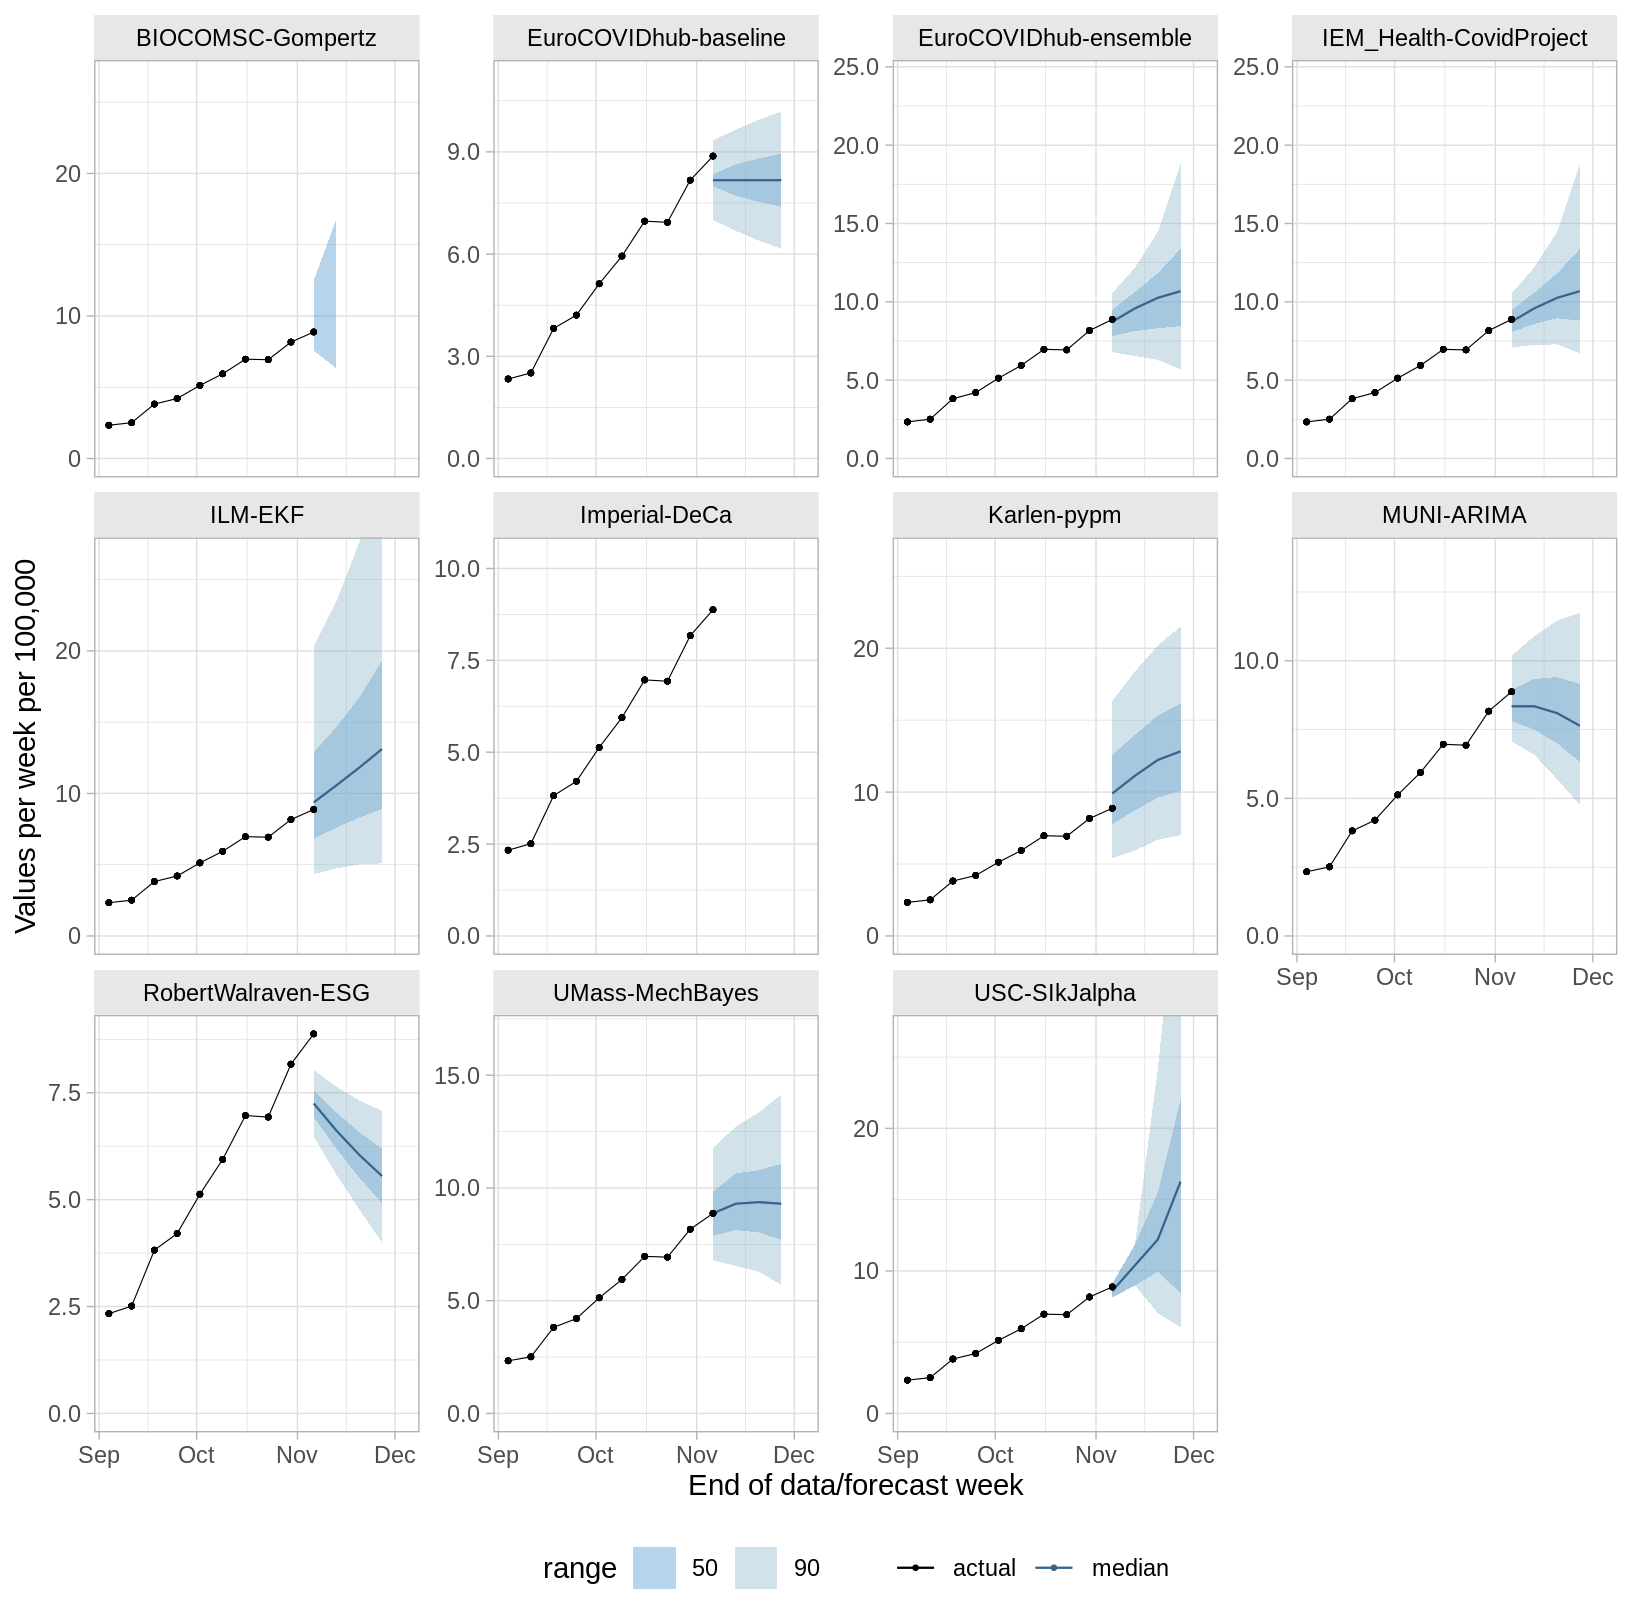 BIOCOMSC-Gompertz
EuroCOVIDhub-baseline
EuroCOVIDhub-ensemble
IEM_Health-CovidProject
20
10
0
9.0
6.0
3.0
0.0
25.0
20.0
15.0
10.0
5.0
0.0
25.0
20.0
15.0
10.0
5.0
0.0
Values per week per 100,000
ILM-EKF
Imperial-DeCa
Karlen-pypm
MUNI-ARIMA
20
10
0
10.0
7.5
5.0
2.5
0.0
20
10
0
10.0
5.0
0.0
Sep Oct Nov Dec
RobertWalraven-ESG
UMass-MechBayes
USC-SIkJalpha
7.5
5.0
2.5
0.0
15.0
10.0
5.0
0.0
20
10
0
Sep Oct Nov Dec
Sep Oct Nov Dec
Sep Oct Nov Dec
End of data/forecast week
range 50 90 actual median